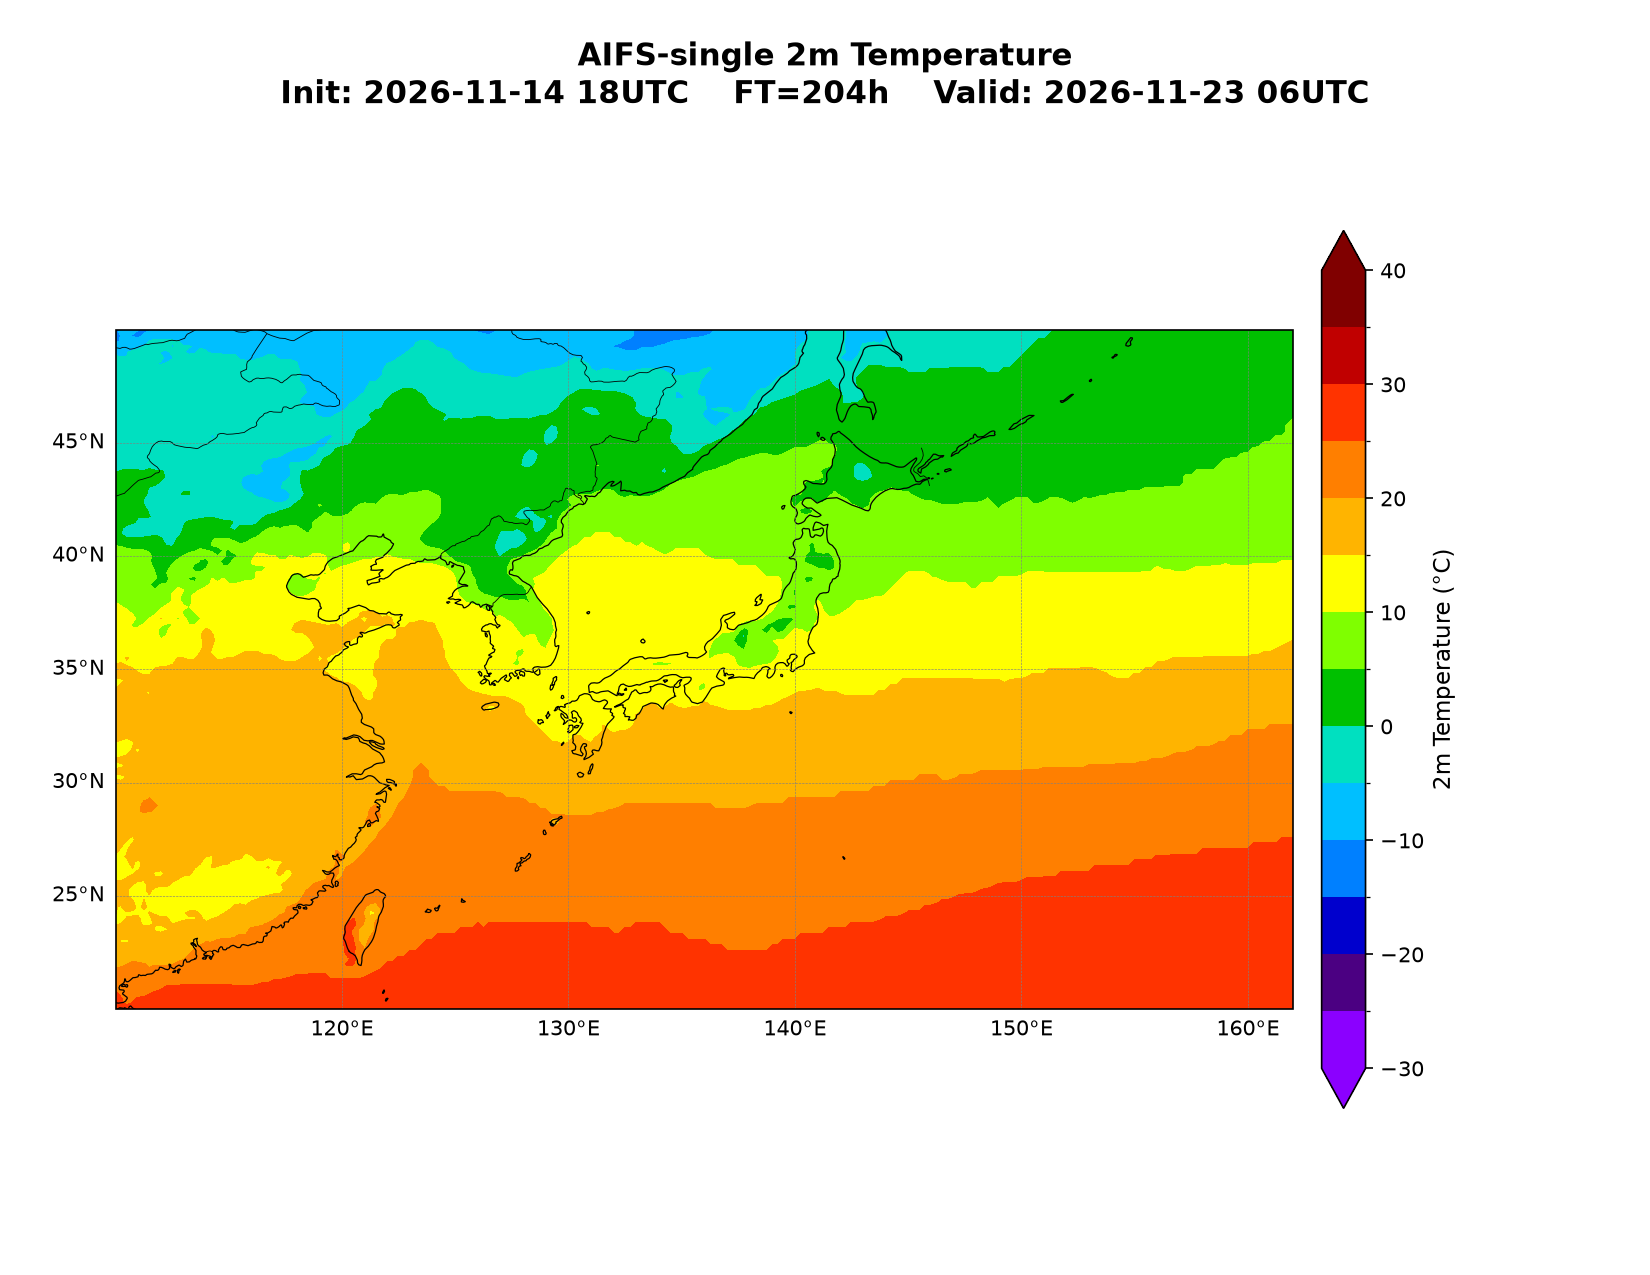 AIFS-single 2m Temperature
Init: 2026-11-14 18UTC    FT=204h    Valid: 2026-11-23 06UTC
45°N
40°N
35°N
30°N
25°N
120°E
130°E
140°E
150°E
160°E
40
30
20
10
0
−10
−20
−30
2m Temperature (°C)